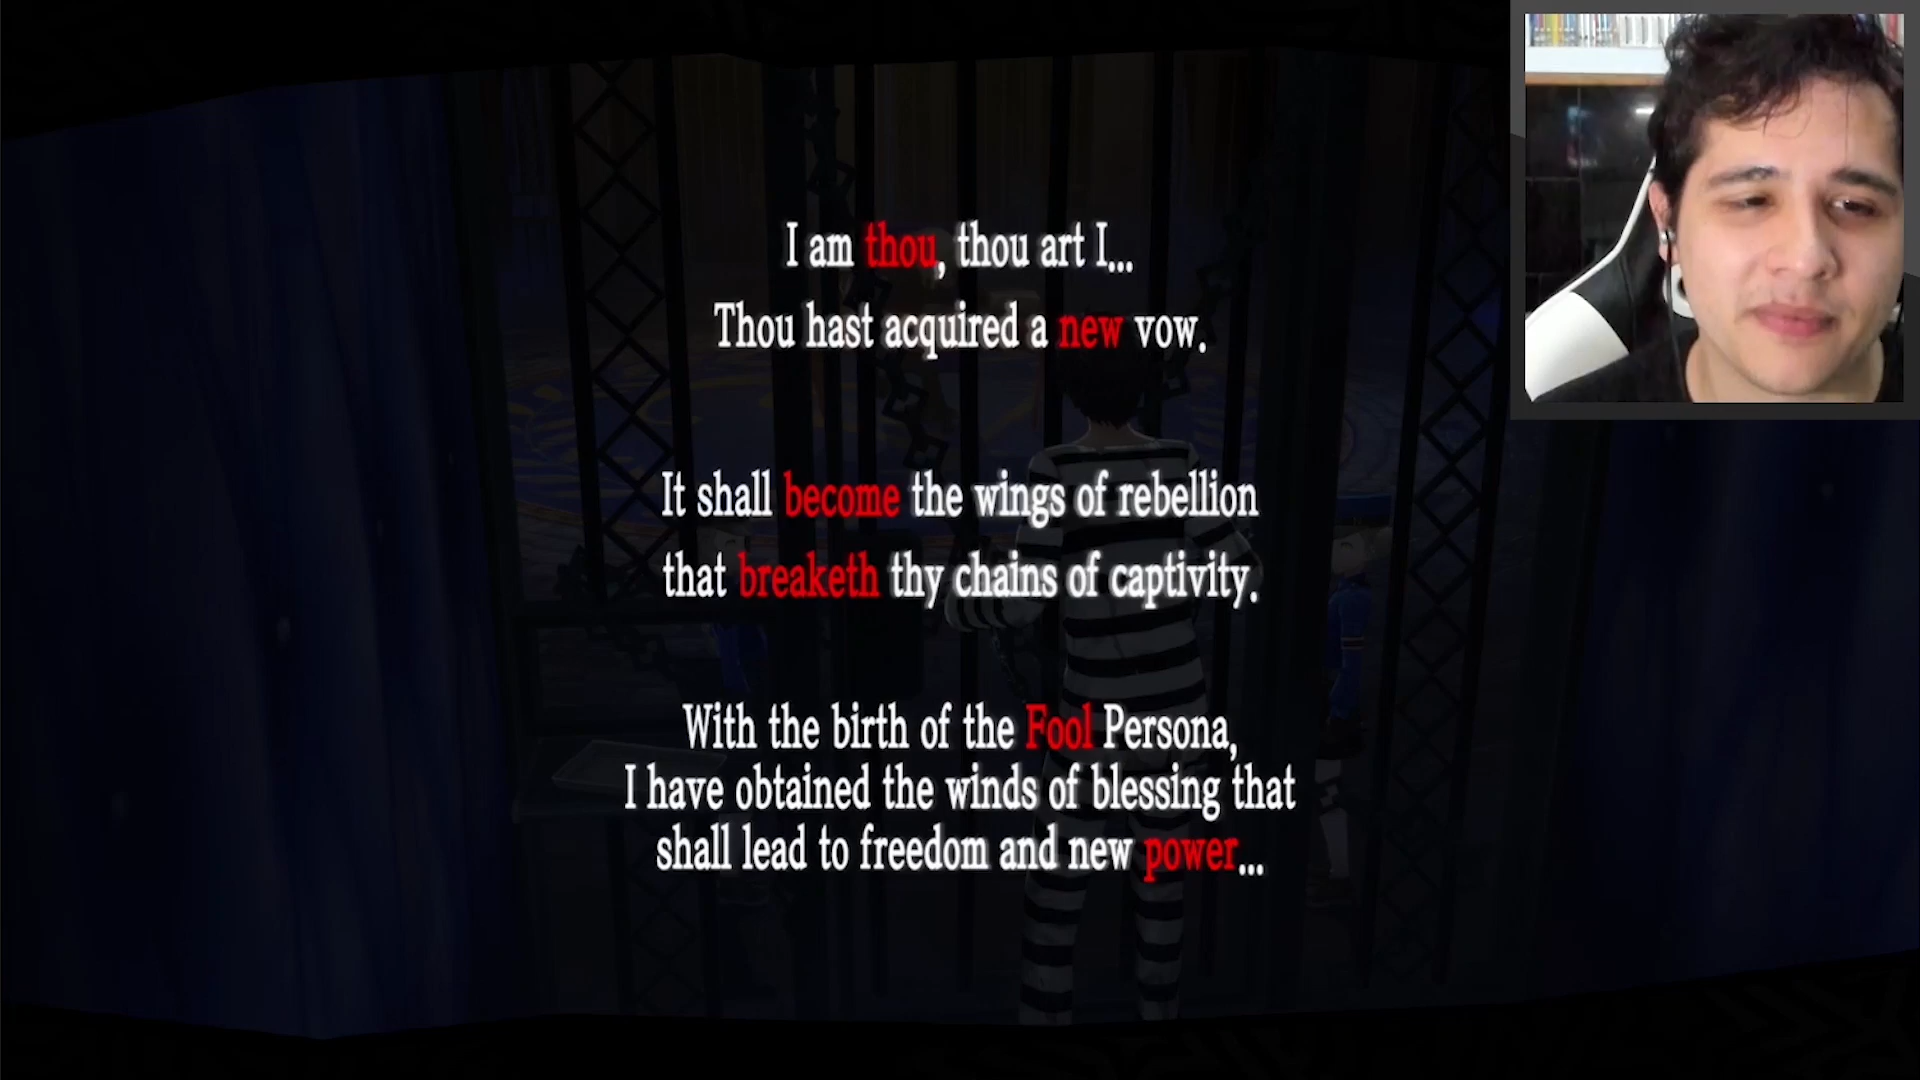 I am thou, thou art I...
Thou hast acquired a new vow.
It shall become the wings of rebellion
that breaketh thy chains of captivity.
With the birth of the Fool Persona,
I have obtained the winds of blessing that
shall lead to freedom and new power...